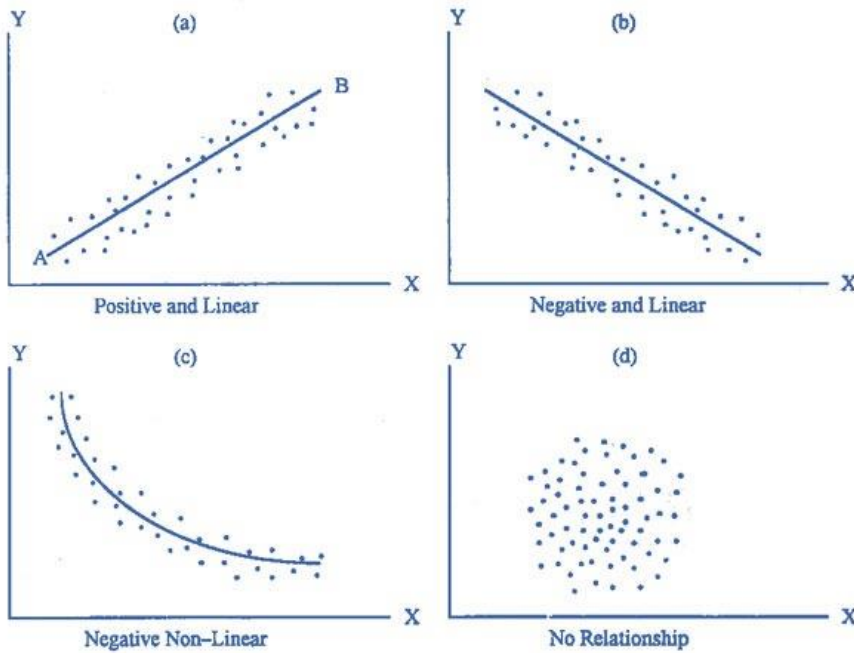 Y
(a)
B
A
X
Positive and Linear
Y
(b)
X
Negative and Linear
Y
(c)
X
Negative Non–Linear
Y
(d)
X
No Relationship